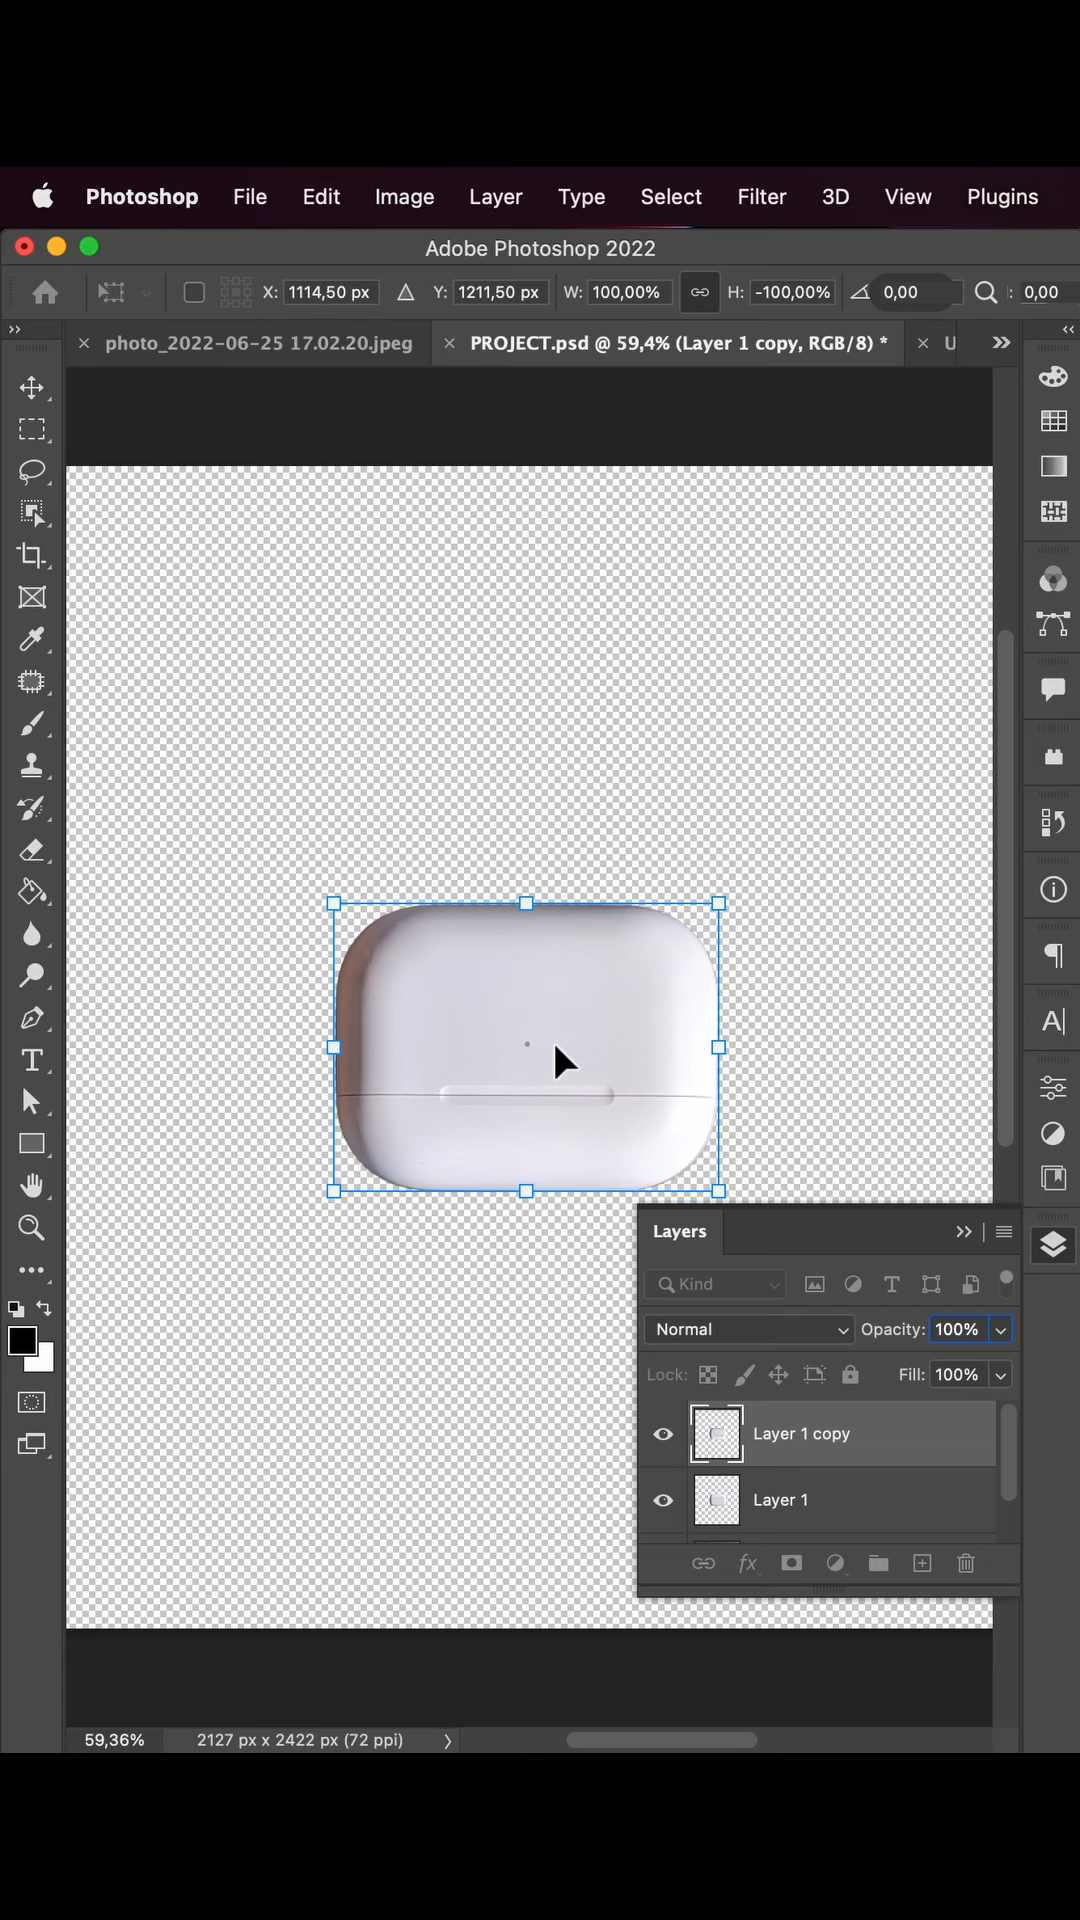 Photoshop File Edit Image Layer Type Select Filter 3D View Plugins
Adobe Photoshop 2022
X: 1114,50 px Y: 1211,50 px W: 100,00% H: -100,00% 0,00 : 0,00
photo_2022-06-25 17.02.20.jpeg
PROJECT.psd @ 59,4% (Layer 1 copy, RGB/8) *
U
Layers
Kind
Normal Opacity: 100%
Lock: Fill: 100%
Layer 1 copy
Layer 1
59,36% 2127 px x 2422 px (72 ppi)